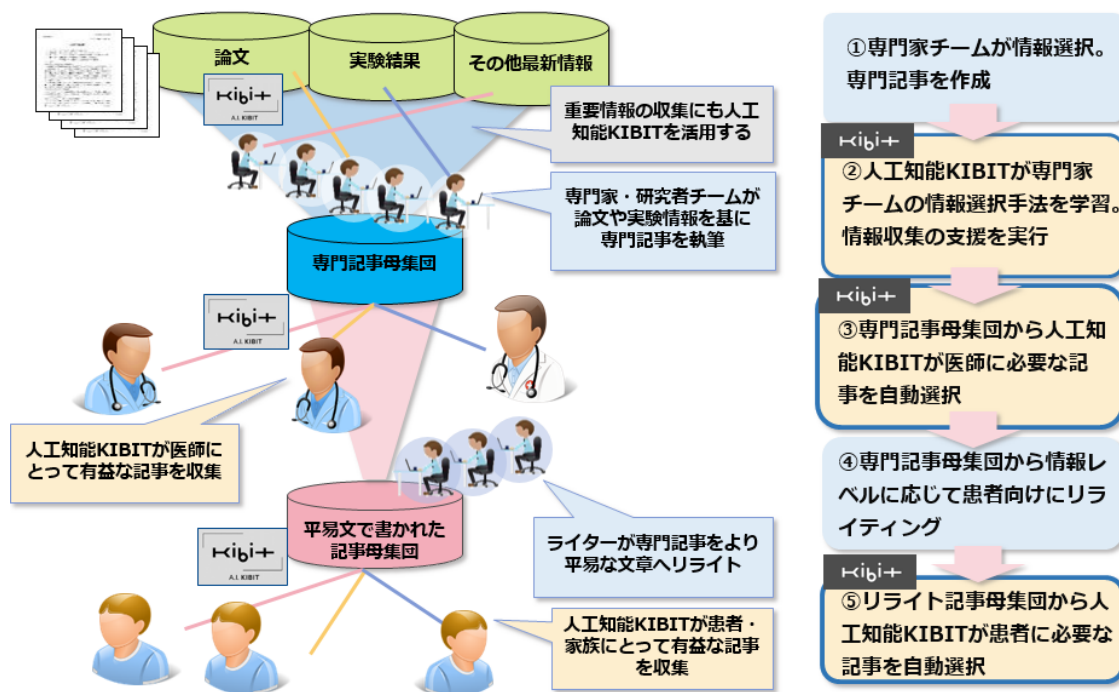 論文
実験結果
その他最新情報
KIBIT
A.I. KIBIT
重要情報の収集にも人工
知能KIBITを活用する
専門家・研究者チームが
論文や実験情報を基に
専門記事を執筆
専門記事母集団
KIBIT
A.I. KIBIT
人工知能KIBITが医師に
とって有益な記事を収集
平易文で書かれた
記事母集団
KIBIT
A.I. KIBIT
ライターが専門記事をより
平易な文章へリライト
人工知能KIBITが患者・
家族にとって有益な記事
を収集
①専門家チームが情報選択。
専門記事を作成
KIBIT
②人工知能KIBITが専門家
チームの情報選択手法を学習。
情報収集の支援を実行
KIBIT
③専門記事母集団から人工知
能KIBITが医師に必要な記
事を自動選択
④専門記事母集団から情報レ
ベルに応じて患者向けにリラ
イティング
KIBIT
⑤リライト記事母集団から人
工知能KIBITが患者に必要な
記事を自動選択